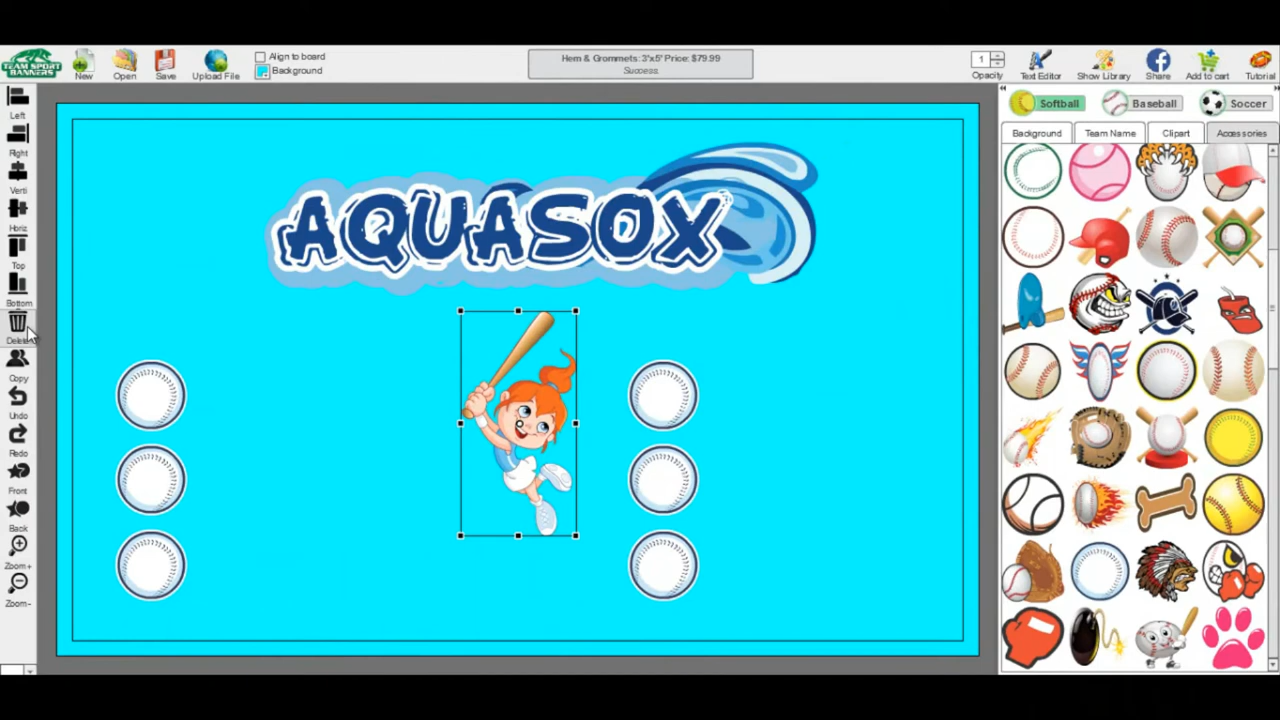 TEAM SPORT
BANNERS
New
Open
Save
Upload File
Align to board
Background
Hem & Grommets: 3'x5' Price: $79.99
Success.
1
Opacity
Text Editor
Show Library
Share
Add to cart
Tutorial
Softball
Baseball
Soccer
Background
Team Name
Clipart
Accessories
Left
Right
Verti
Horiz
Top
Bottom
Delete
Copy
Undo
Redo
Front
Back
Zoom+
Zoom-
AQUASOX